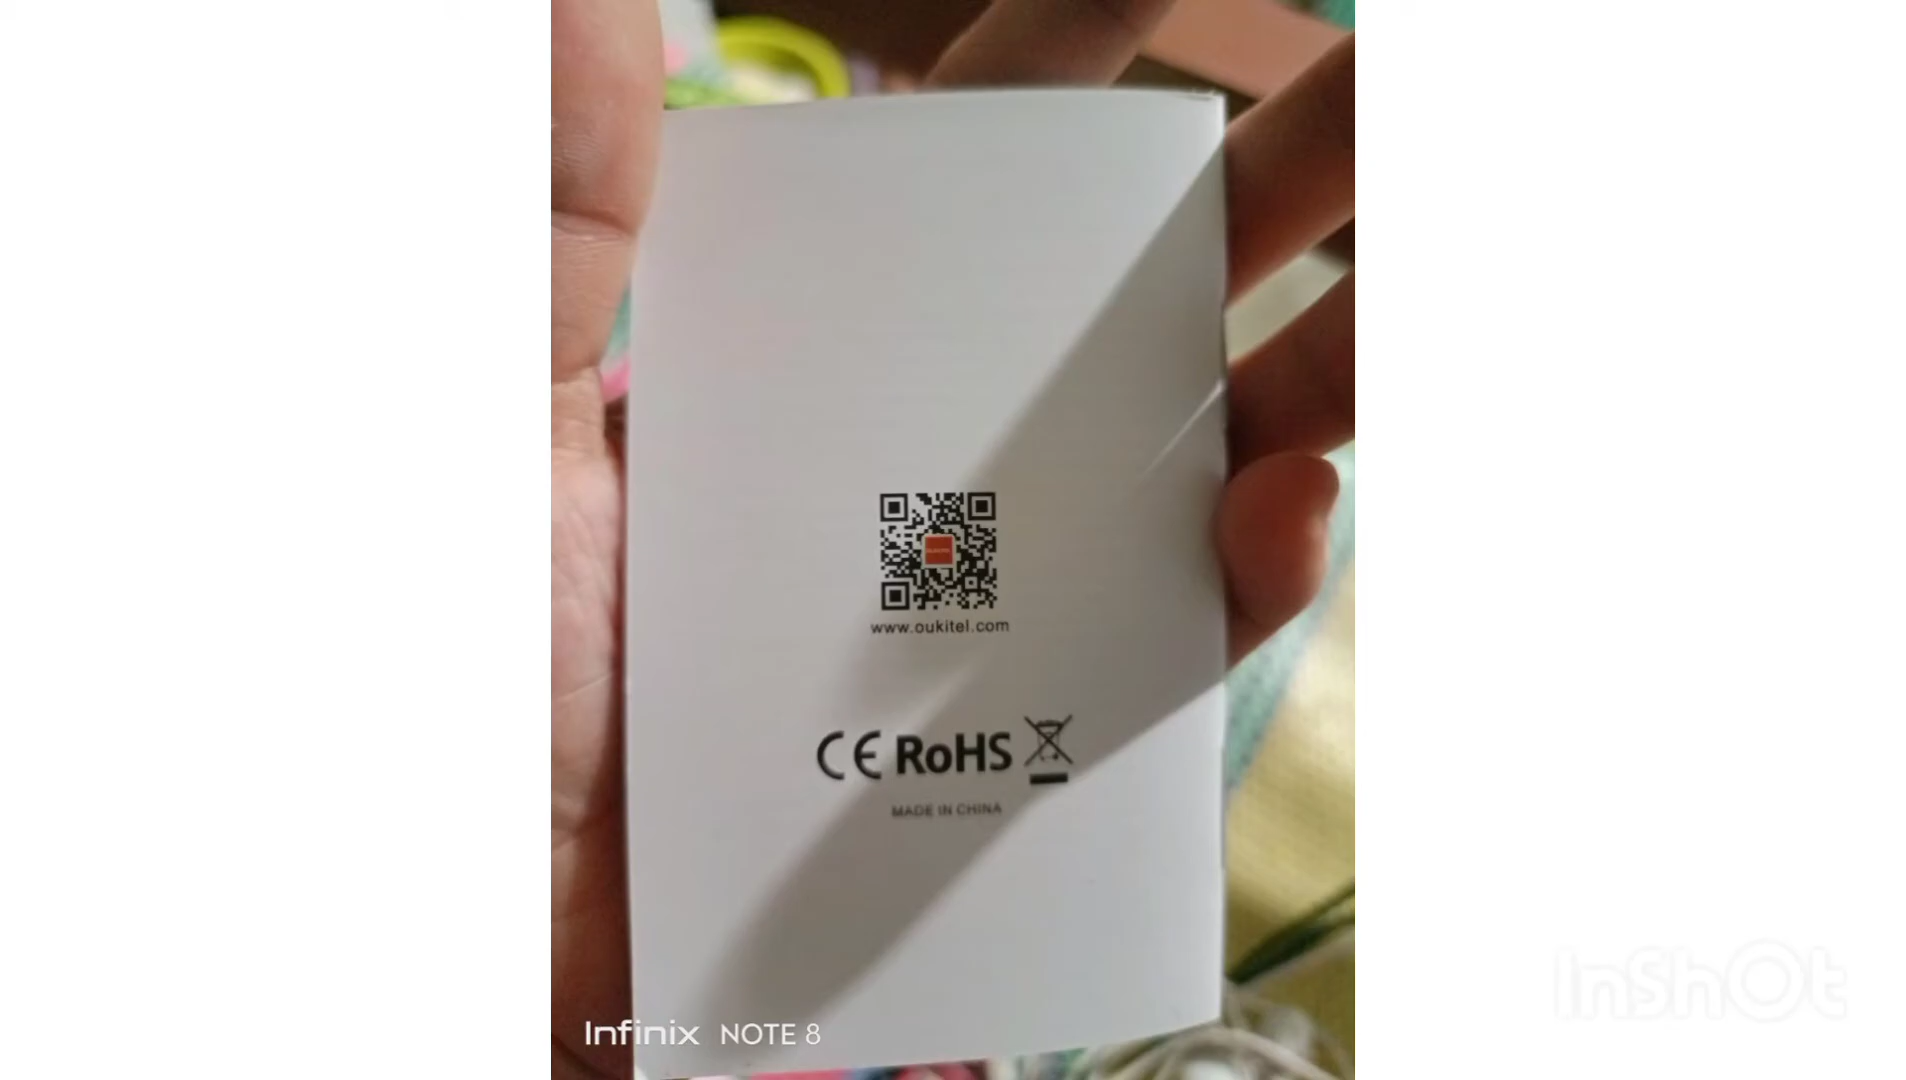 www.oukitel.com
CE RoHS
MADE IN CHINA
Infinix NOTE 8
InShOt